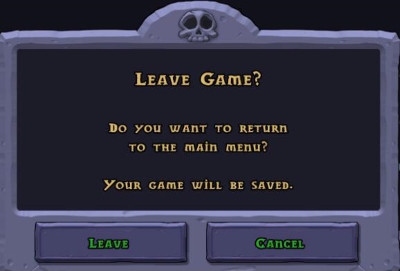 Leave Game?
Do you want to return
to the main menu?
Your game will be saved.
Leave
Cancel